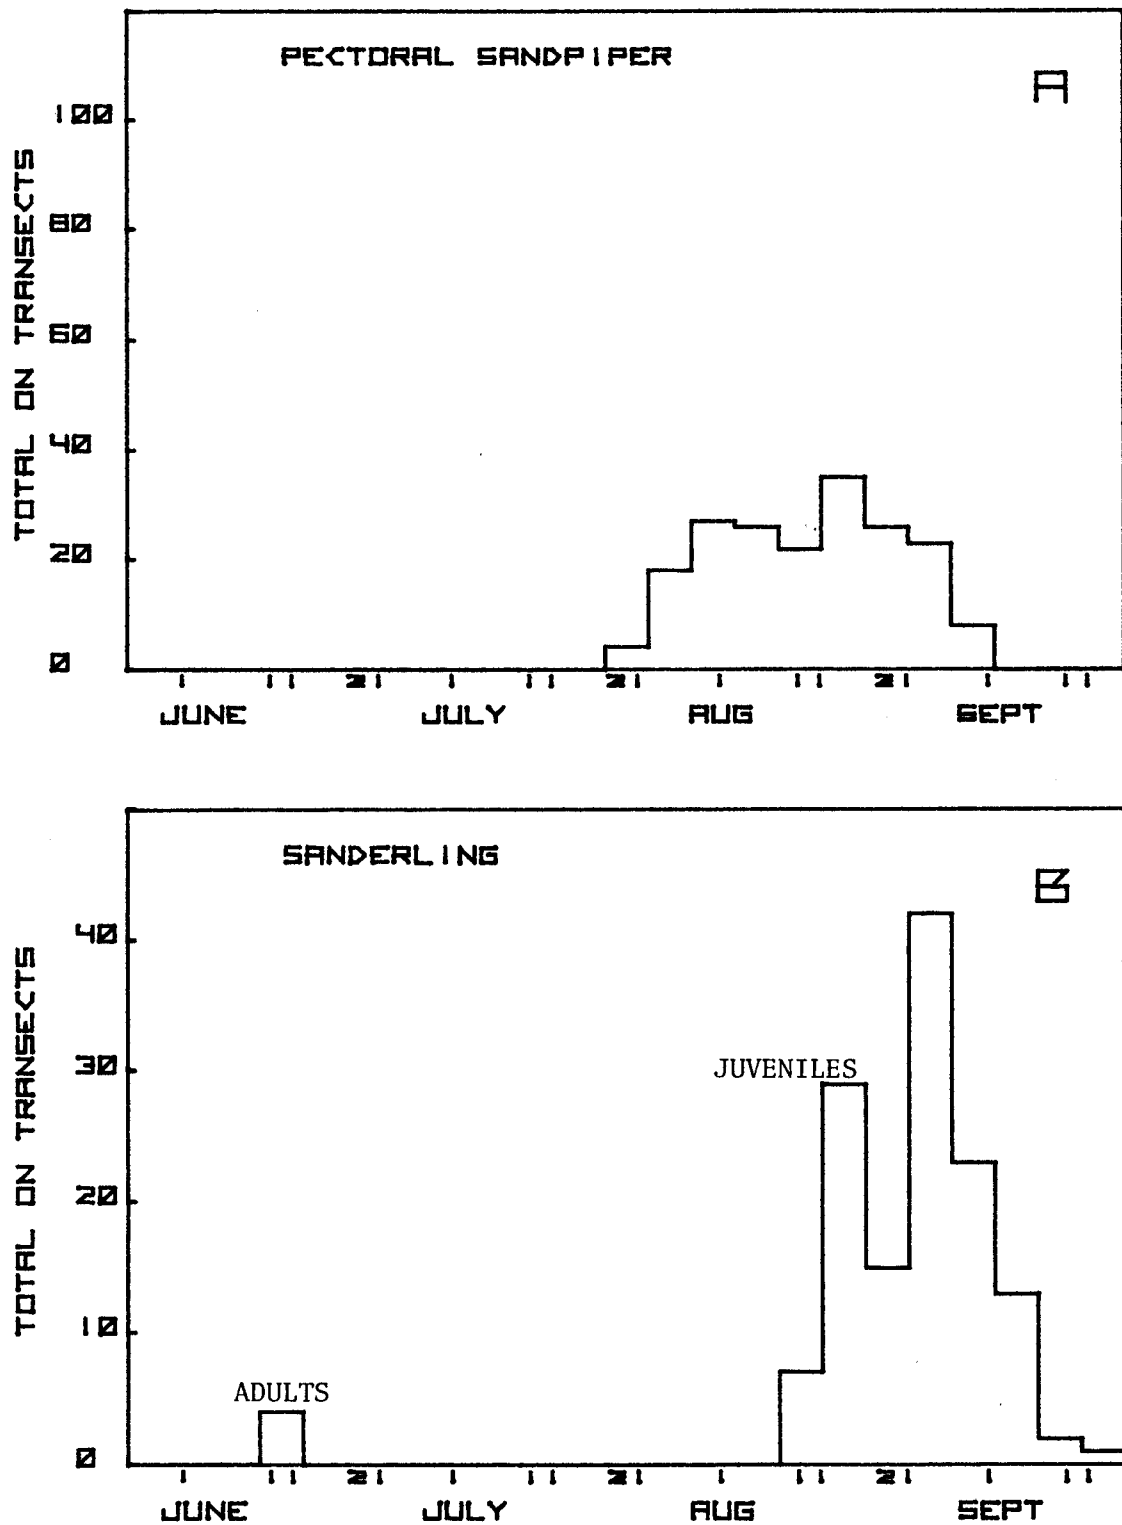 PECTORAL SANDPIPER
A
TOTAL ON TRANSECTS
100
80
60
40
20
0
1 11 21 1 11 21 1 11 21 1 11
JUNE JULY AUG SEPT
SANDERLING
B
TOTAL ON TRANSECTS
40
30
20
10
0
JUVENILES
ADULTS
1 11 21 1 11 21 1 11 21 1 11
JUNE JULY AUG SEPT